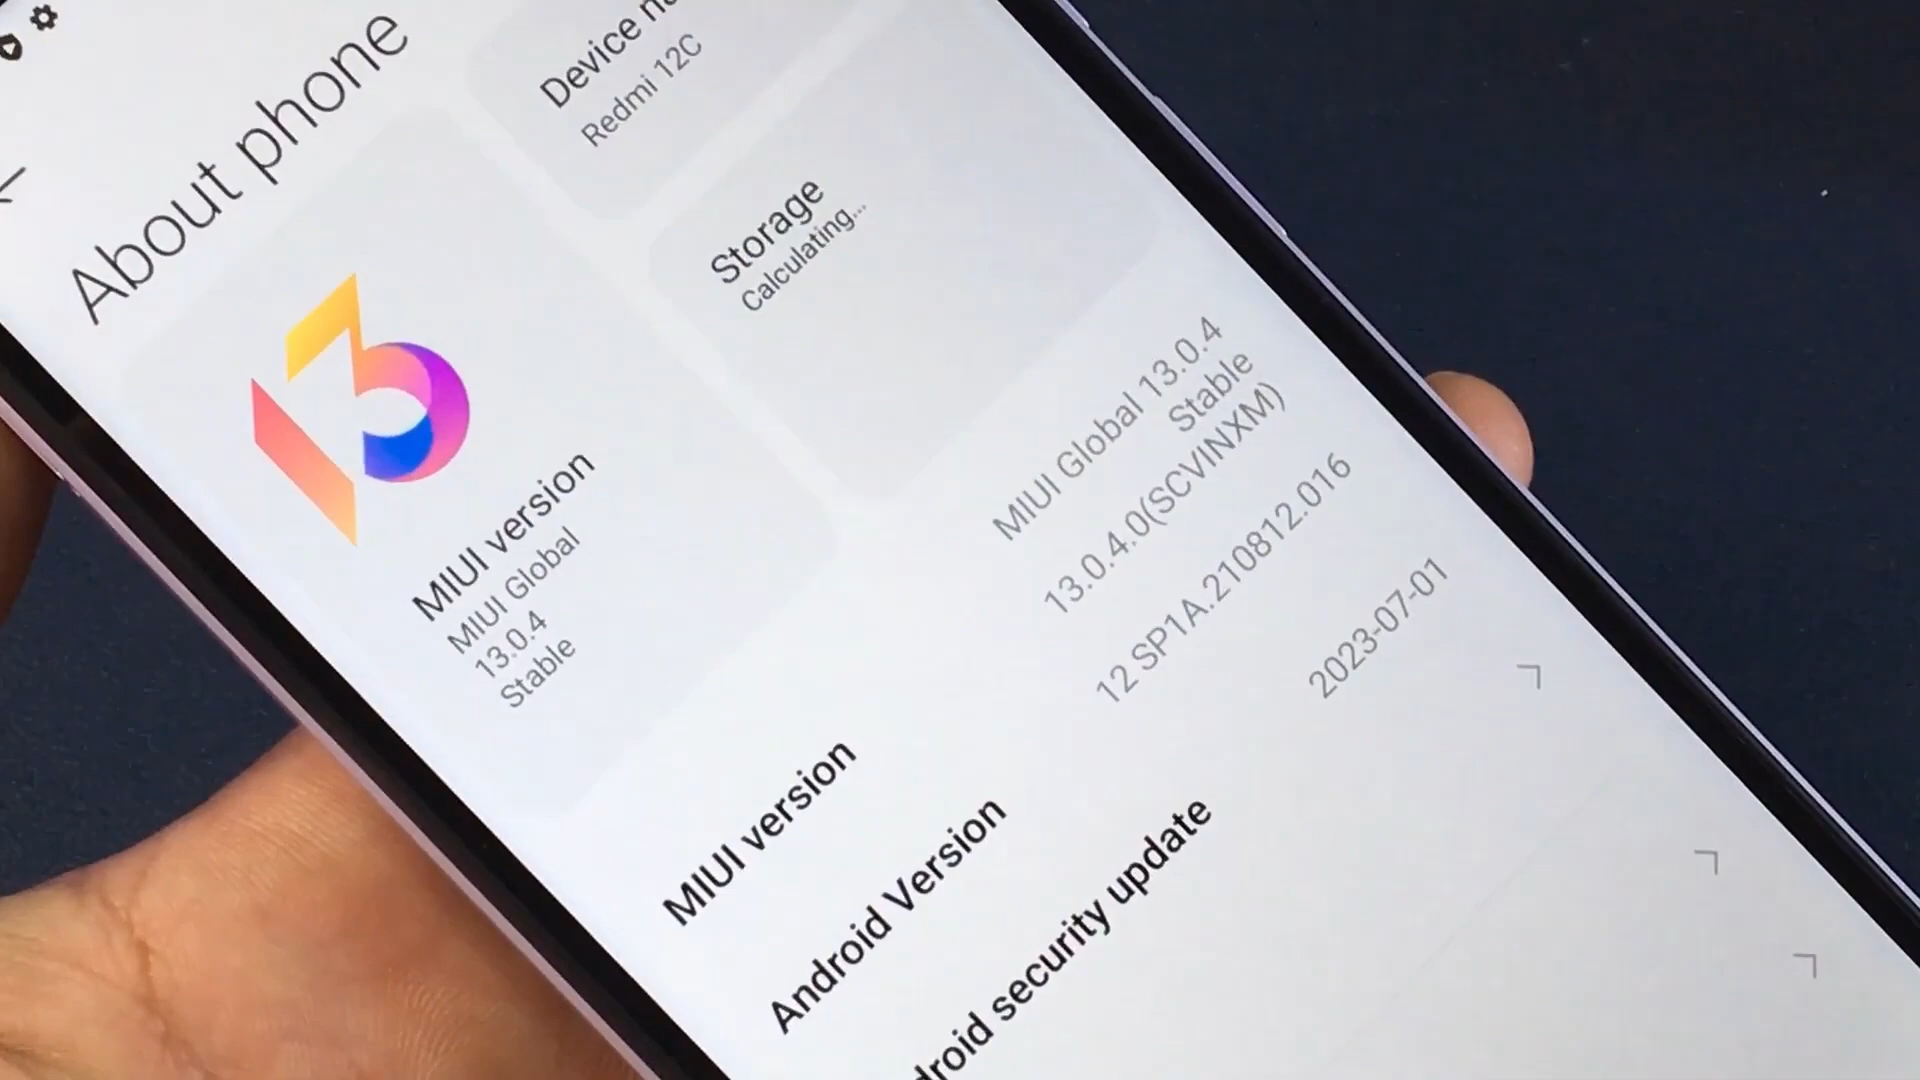 About phone
Device
Redmi 12C
Storage
Calculating...
13
MIUI version
MIUI Global
13.0.4
Stable
MIUI version
MIUI Global 13.0.4
Stable
13.0.4.0(SCVINXM)
Android Version
12 SP1A.210812.016
security update
2023-07-01